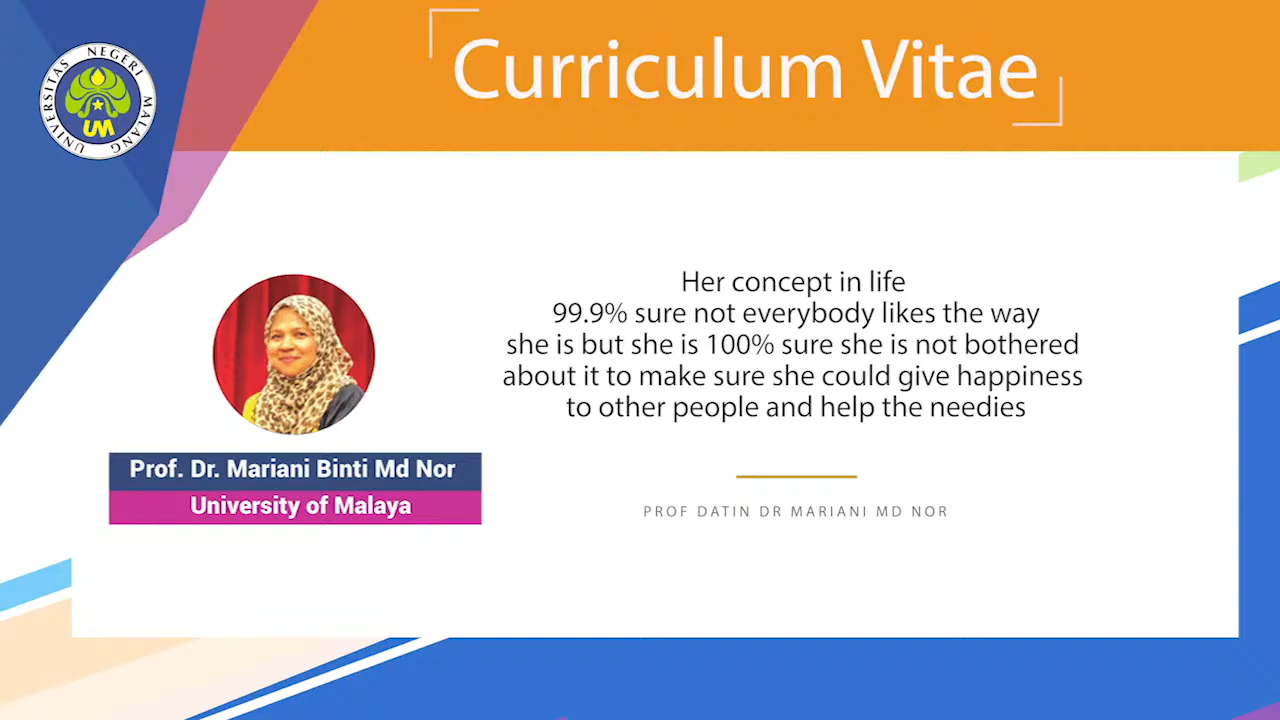 UNIVERSITAS NEGERI MALANG
UM
Curriculum Vitae
Her concept in life
99.9% sure not everybody likes the way
she is but she is 100% sure she is not bothered
about it to make sure she could give happiness
to other people and help the needies
Prof. Dr. Mariani Binti Md Nor
University of Malaya
PROF DATIN DR MARIANI MD NOR